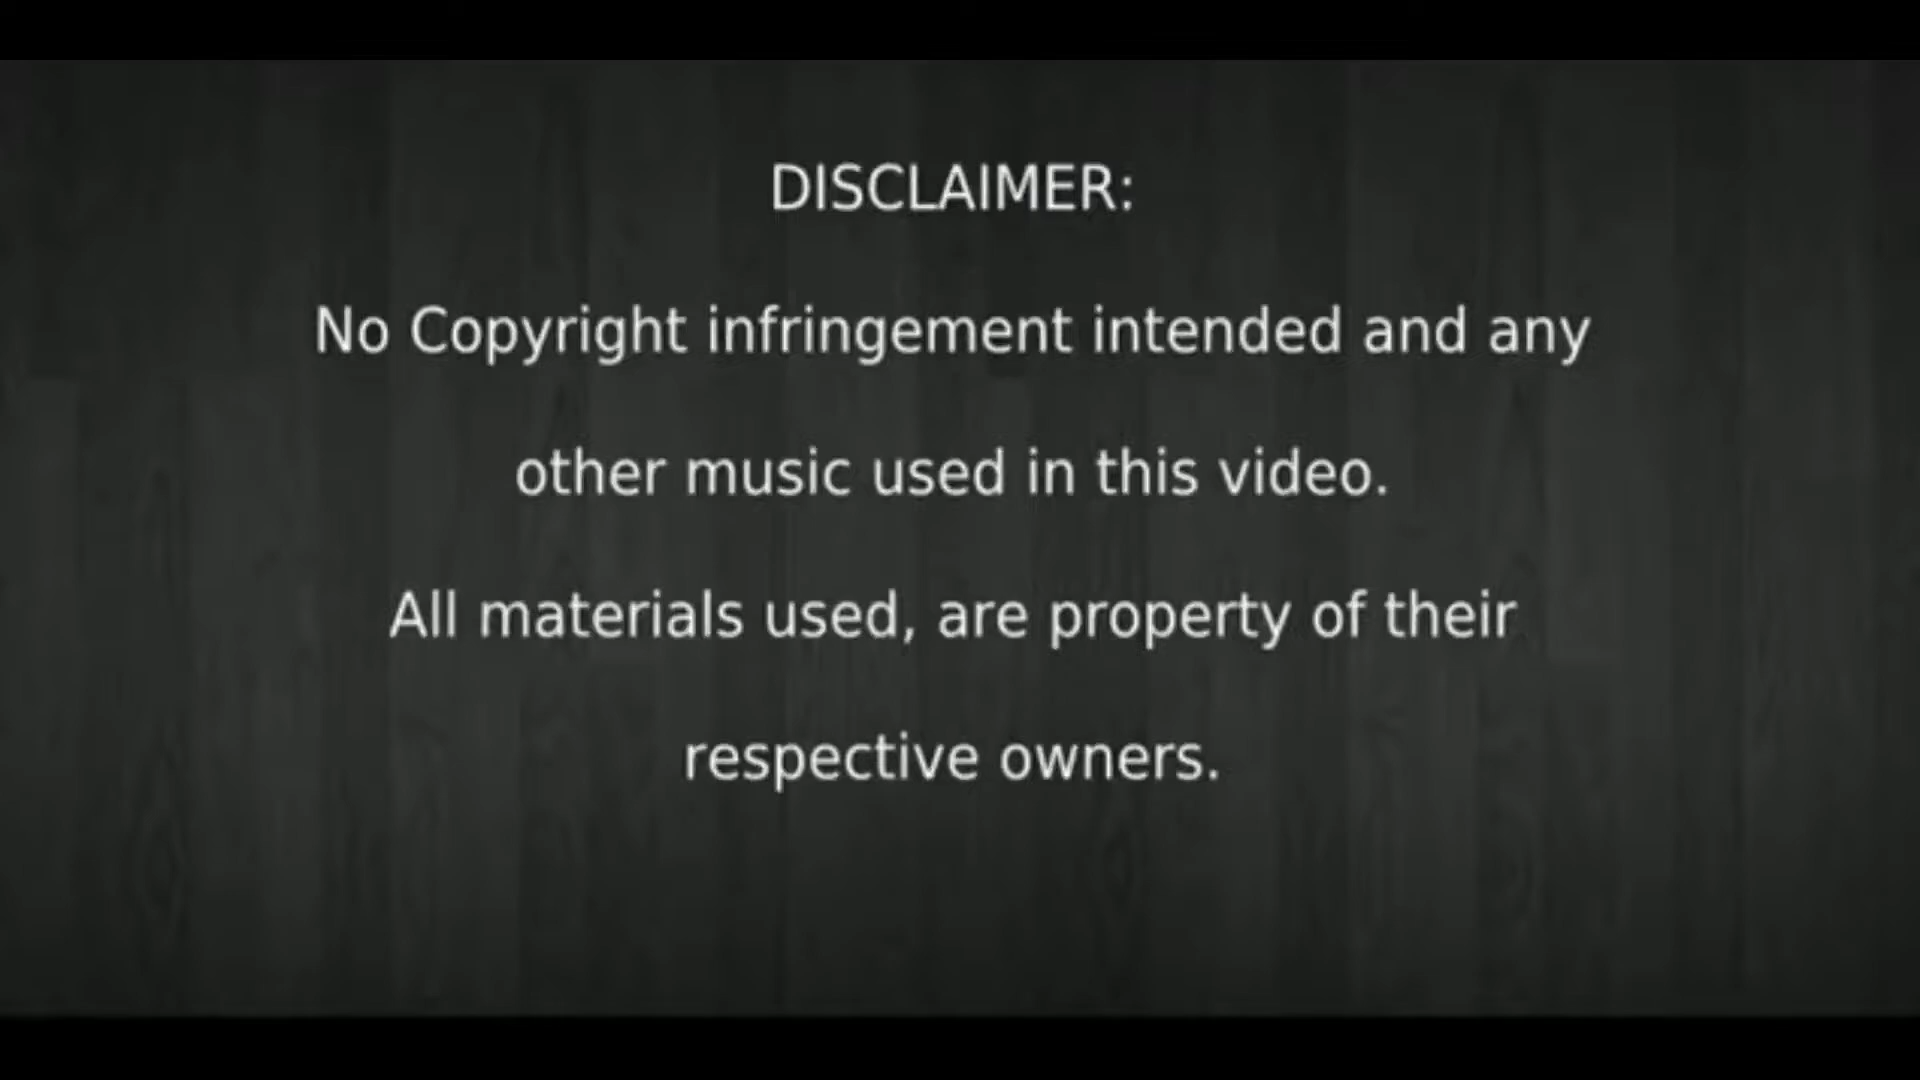 DISCLAIMER:
No Copyright infringement intended and any
other music used in this video.
All materials used, are property of their
respective owners.